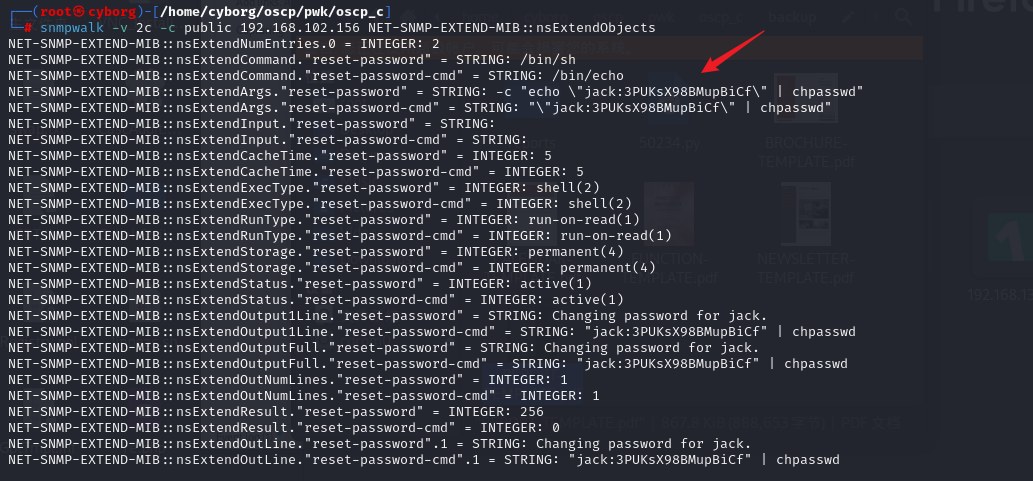 ┌──(root㉿cyborg)-[/home/cyborg/oscp/pwk/oscp_c]
└─# snmpwalk -v 2c -c public 192.168.102.156 NET-SNMP-EXTEND-MIB::nsExtendObjects
NET-SNMP-EXTEND-MIB::nsExtendNumEntries.0 = INTEGER: 2
NET-SNMP-EXTEND-MIB::nsExtendCommand."reset-password" = STRING: /bin/sh
NET-SNMP-EXTEND-MIB::nsExtendCommand."reset-password-cmd" = STRING: /bin/echo
NET-SNMP-EXTEND-MIB::nsExtendArgs."reset-password" = STRING: -c "echo \"jack:3PUKsX98BMupBiCf\" | chpasswd"
NET-SNMP-EXTEND-MIB::nsExtendArgs."reset-password-cmd" = STRING: "\"jack:3PUKsX98BMupBiCf\" | chpasswd"
NET-SNMP-EXTEND-MIB::nsExtendInput."reset-password" = STRING:
NET-SNMP-EXTEND-MIB::nsExtendInput."reset-password-cmd" = STRING:
NET-SNMP-EXTEND-MIB::nsExtendCacheTime."reset-password" = INTEGER: 5
NET-SNMP-EXTEND-MIB::nsExtendCacheTime."reset-password-cmd" = INTEGER: 5
NET-SNMP-EXTEND-MIB::nsExtendExecType."reset-password" = INTEGER: shell(2)
NET-SNMP-EXTEND-MIB::nsExtendExecType."reset-password-cmd" = INTEGER: shell(2)
NET-SNMP-EXTEND-MIB::nsExtendRunType."reset-password" = INTEGER: run-on-read(1)
NET-SNMP-EXTEND-MIB::nsExtendRunType."reset-password-cmd" = INTEGER: run-on-read(1)
NET-SNMP-EXTEND-MIB::nsExtendStorage."reset-password" = INTEGER: permanent(4)
NET-SNMP-EXTEND-MIB::nsExtendStorage."reset-password-cmd" = INTEGER: permanent(4)
NET-SNMP-EXTEND-MIB::nsExtendStatus."reset-password" = INTEGER: active(1)
NET-SNMP-EXTEND-MIB::nsExtendStatus."reset-password-cmd" = INTEGER: active(1)
NET-SNMP-EXTEND-MIB::nsExtendOutput1Line."reset-password" = STRING: Changing password for jack.
NET-SNMP-EXTEND-MIB::nsExtendOutput1Line."reset-password-cmd" = STRING: "jack:3PUKsX98BMupBiCf" | chpasswd
NET-SNMP-EXTEND-MIB::nsExtendOutputFull."reset-password" = STRING: Changing password for jack.
NET-SNMP-EXTEND-MIB::nsExtendOutputFull."reset-password-cmd" = STRING: "jack:3PUKsX98BMupBiCf" | chpasswd
NET-SNMP-EXTEND-MIB::nsExtendOutNumLines."reset-password" = INTEGER: 1
NET-SNMP-EXTEND-MIB::nsExtendOutNumLines."reset-password-cmd" = INTEGER: 1
NET-SNMP-EXTEND-MIB::nsExtendResult."reset-password" = INTEGER: 256
NET-SNMP-EXTEND-MIB::nsExtendResult."reset-password-cmd" = INTEGER: 0
NET-SNMP-EXTEND-MIB::nsExtendOutLine."reset-password".1 = STRING: Changing password for jack.
NET-SNMP-EXTEND-MIB::nsExtendOutLine."reset-password-cmd".1 = STRING: "jack:3PUKsX98BMupBiCf" | chpasswd
backup
50234.py
BROCHURE-
TEMPLATE.pdf
NEWSLETTER-
TEMPLATE.pdf